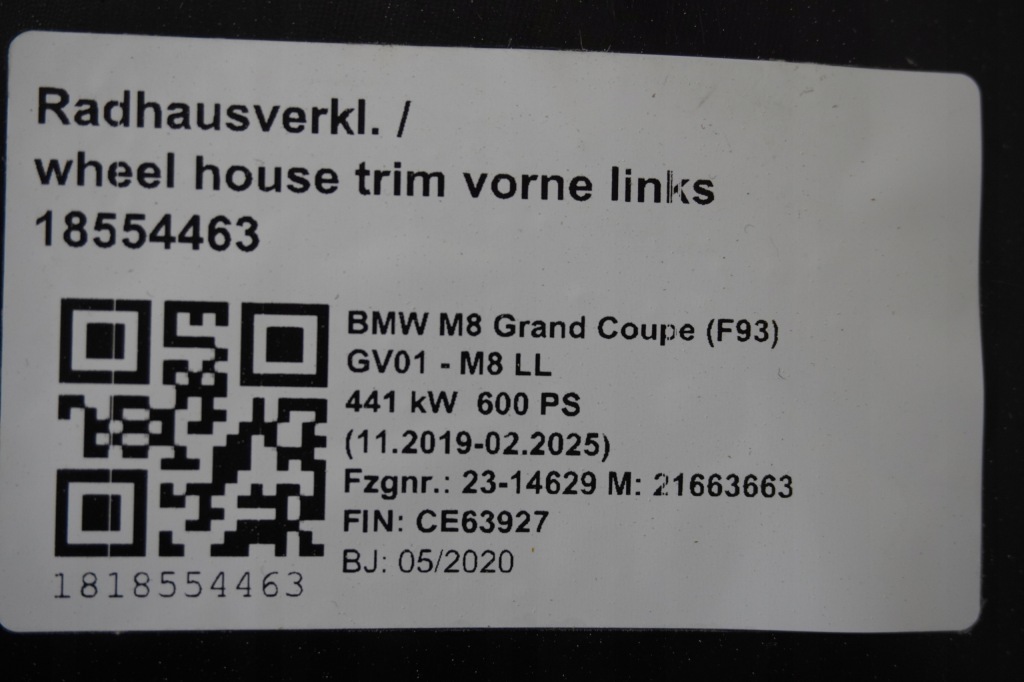 Radhausverkl. /
wheel house trim vorne links
18554463
BMW M8 Grand Coupe (F93)
GV01 - M8 LL
441 kW 600 PS
(11.2019-02.2025)
Fzgnr.: 23-14629 M: 21663663
FIN: CE63927
BJ: 05/2020
1818554463